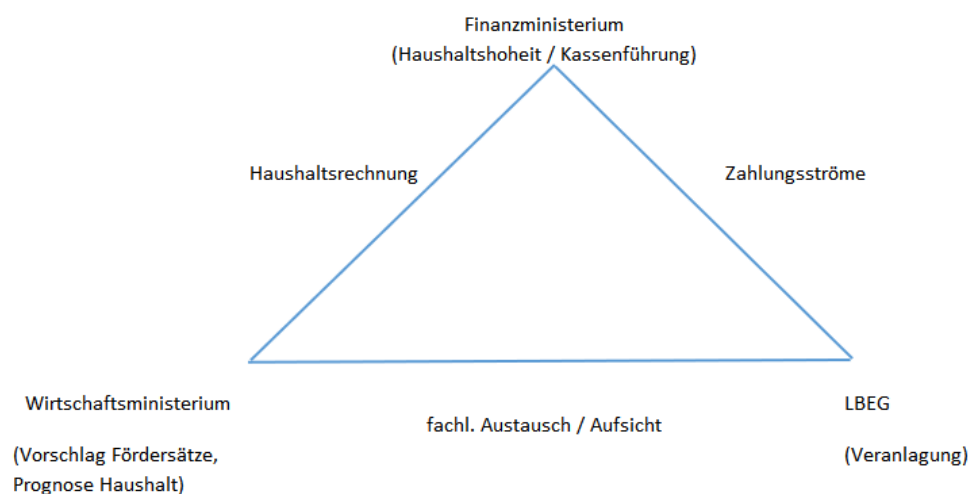 Finanzministerium
(Haushaltshoheit / Kassenführung)
Haushaltsrechnung
Zahlungsströme
Wirtschaftsministerium
(Vorschlag Fördersätze,
Prognose Haushalt)
fachl. Austausch / Aufsicht
LBEG
(Veranlagung)